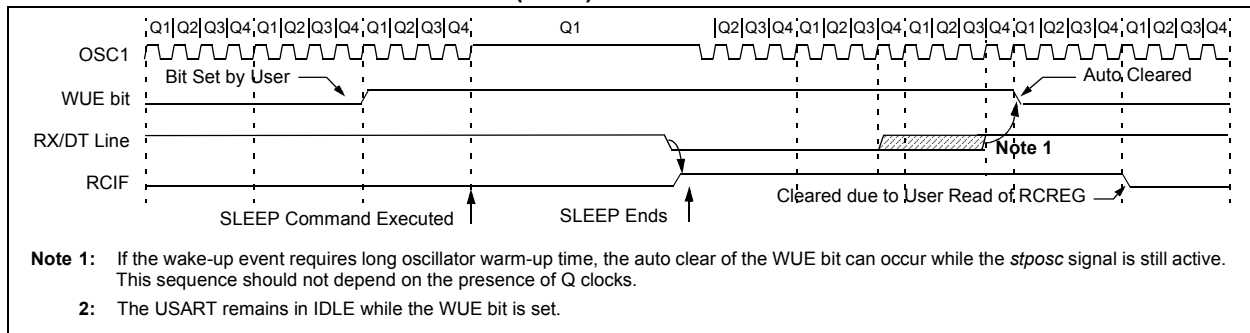 Q1 Q2 Q3 Q4 Q1 Q2 Q3 Q4 Q1 Q2 Q3 Q4 Q1 Q2 Q3 Q4 Q1 Q2 Q3 Q4 Q1 Q2 Q3 Q4 Q1 Q2 Q3 Q4 Q1 Q2 Q3 Q4
OSC1
Bit Set by User
Auto Cleared
WUE bit
RX/DT Line
Note 1
RCIF
Cleared due to User Read of RCREG
SLEEP Command Executed
SLEEP Ends
Note 1: If the wake-up event requires long oscillator warm-up time, the auto clear of the WUE bit can occur while the stposc signal is still active.
This sequence should not depend on the presence of Q clocks.
2: The USART remains in IDLE while the WUE bit is set.